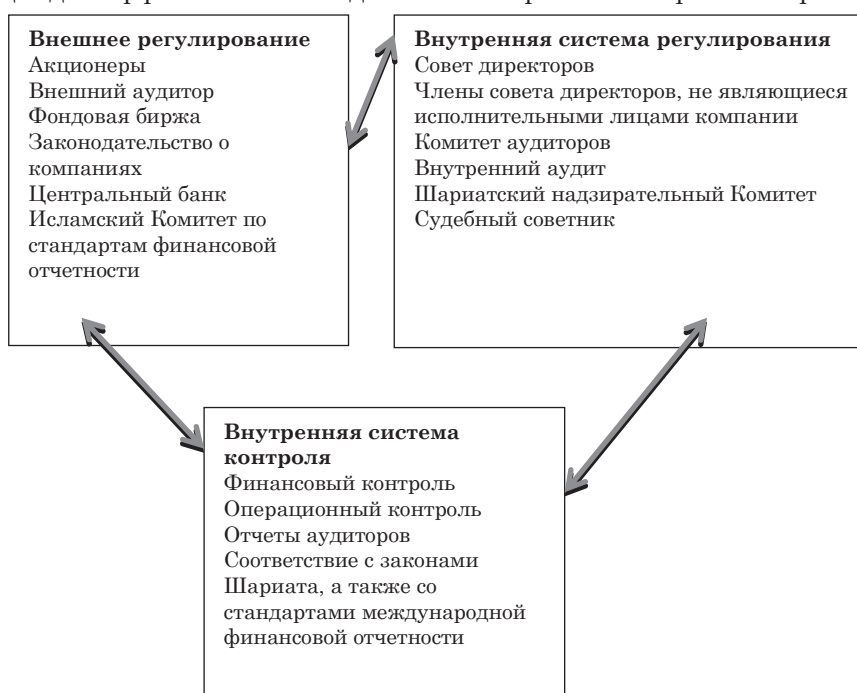 Внешнее регулирование
Акционеры
Внешний аудитор
Фондовая биржа
Законодательство о
компаниях
Центральный банк
Исламский Комитет по
стандартам финансовой
отчетности
Внутренняя система регулирования
Совет директоров
Члены совета директоров, не являющиеся
исполнительными лицами компании
Комитет аудиторов
Внутренний аудит
Шариатский надзирательный Комитет
Судебный советник
Внутренняя система
контроля
Финансовый контроль
Операционный контроль
Отчеты аудиторов
Соответствие с законами
Шариата, а также со
стандартами международной
финансовой отчетности